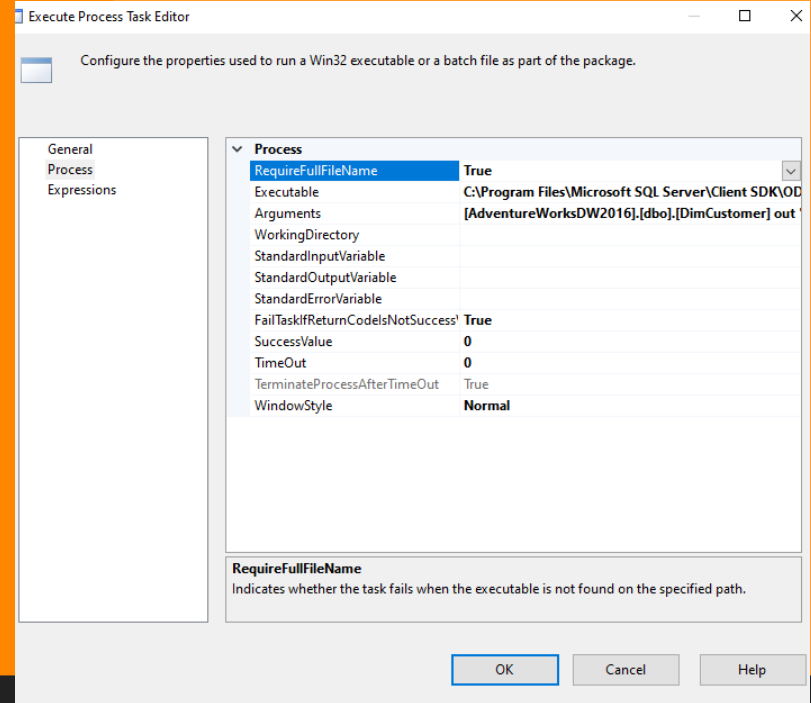 Execute Process Task Editor
Configure the properties used to run a Win32 executable or a batch file as part of the package.
General
Process
Expressions
Process
RequireFullFileName True
Executable C:\Program Files\Microsoft SQL Server\Client SDK\OD
Arguments [AdventureWorksDW2016].[dbo].[DimCustomer] out "
WorkingDirectory
StandardInputVariable
StandardOutputVariable
StandardErrorVariable
FailTaskIfReturnCodeIsNotSuccessV True
SuccessValue 0
TimeOut 0
TerminateProcessAfterTimeOut True
WindowStyle Normal
RequireFullFileName
Indicates whether the task fails when the executable is not found on the specified path.
OK Cancel Help